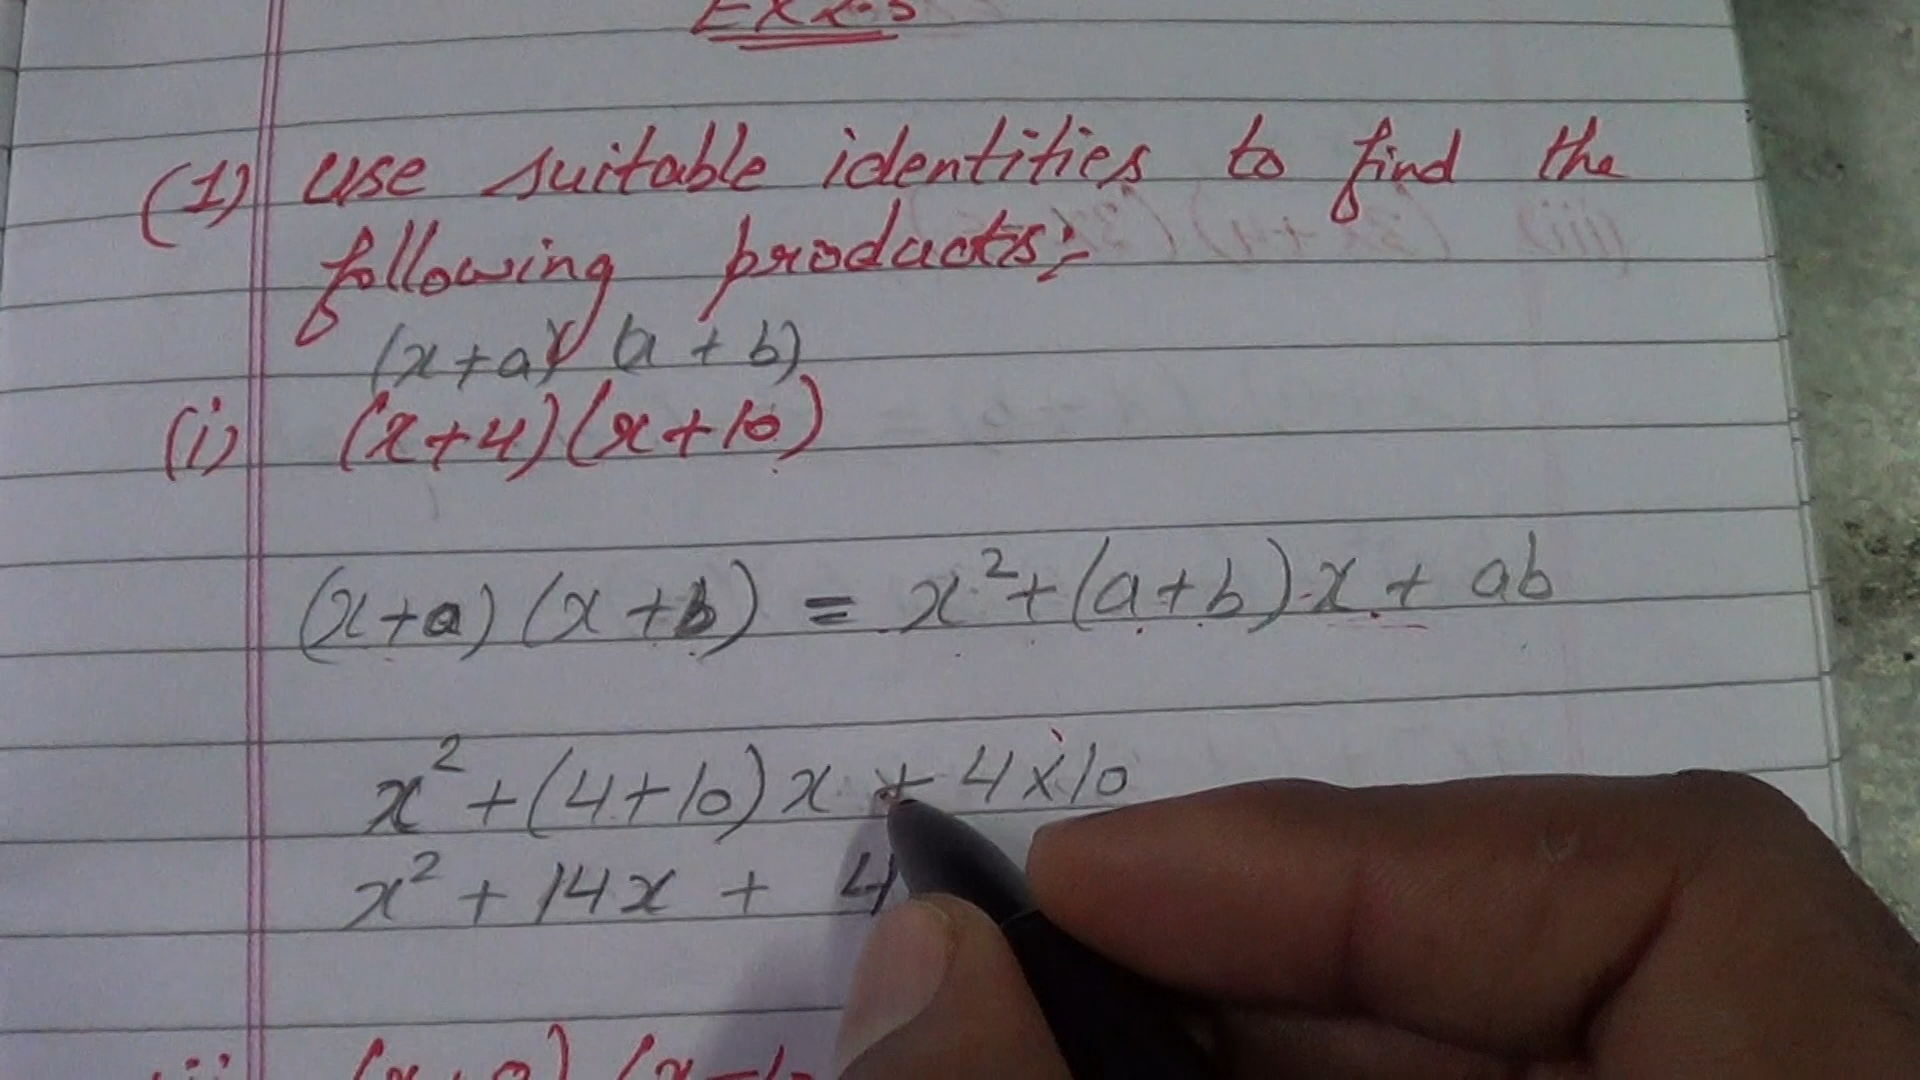 Ex 2.5
(1) Use suitable identities to find the
following products:-
(x+a) (x + b)
(i) (x+4)(x+10)
(x+a) (x+b) = x²+(a+b)x + ab
x²+(4+10)x + 4×10
x² + 14x + 4